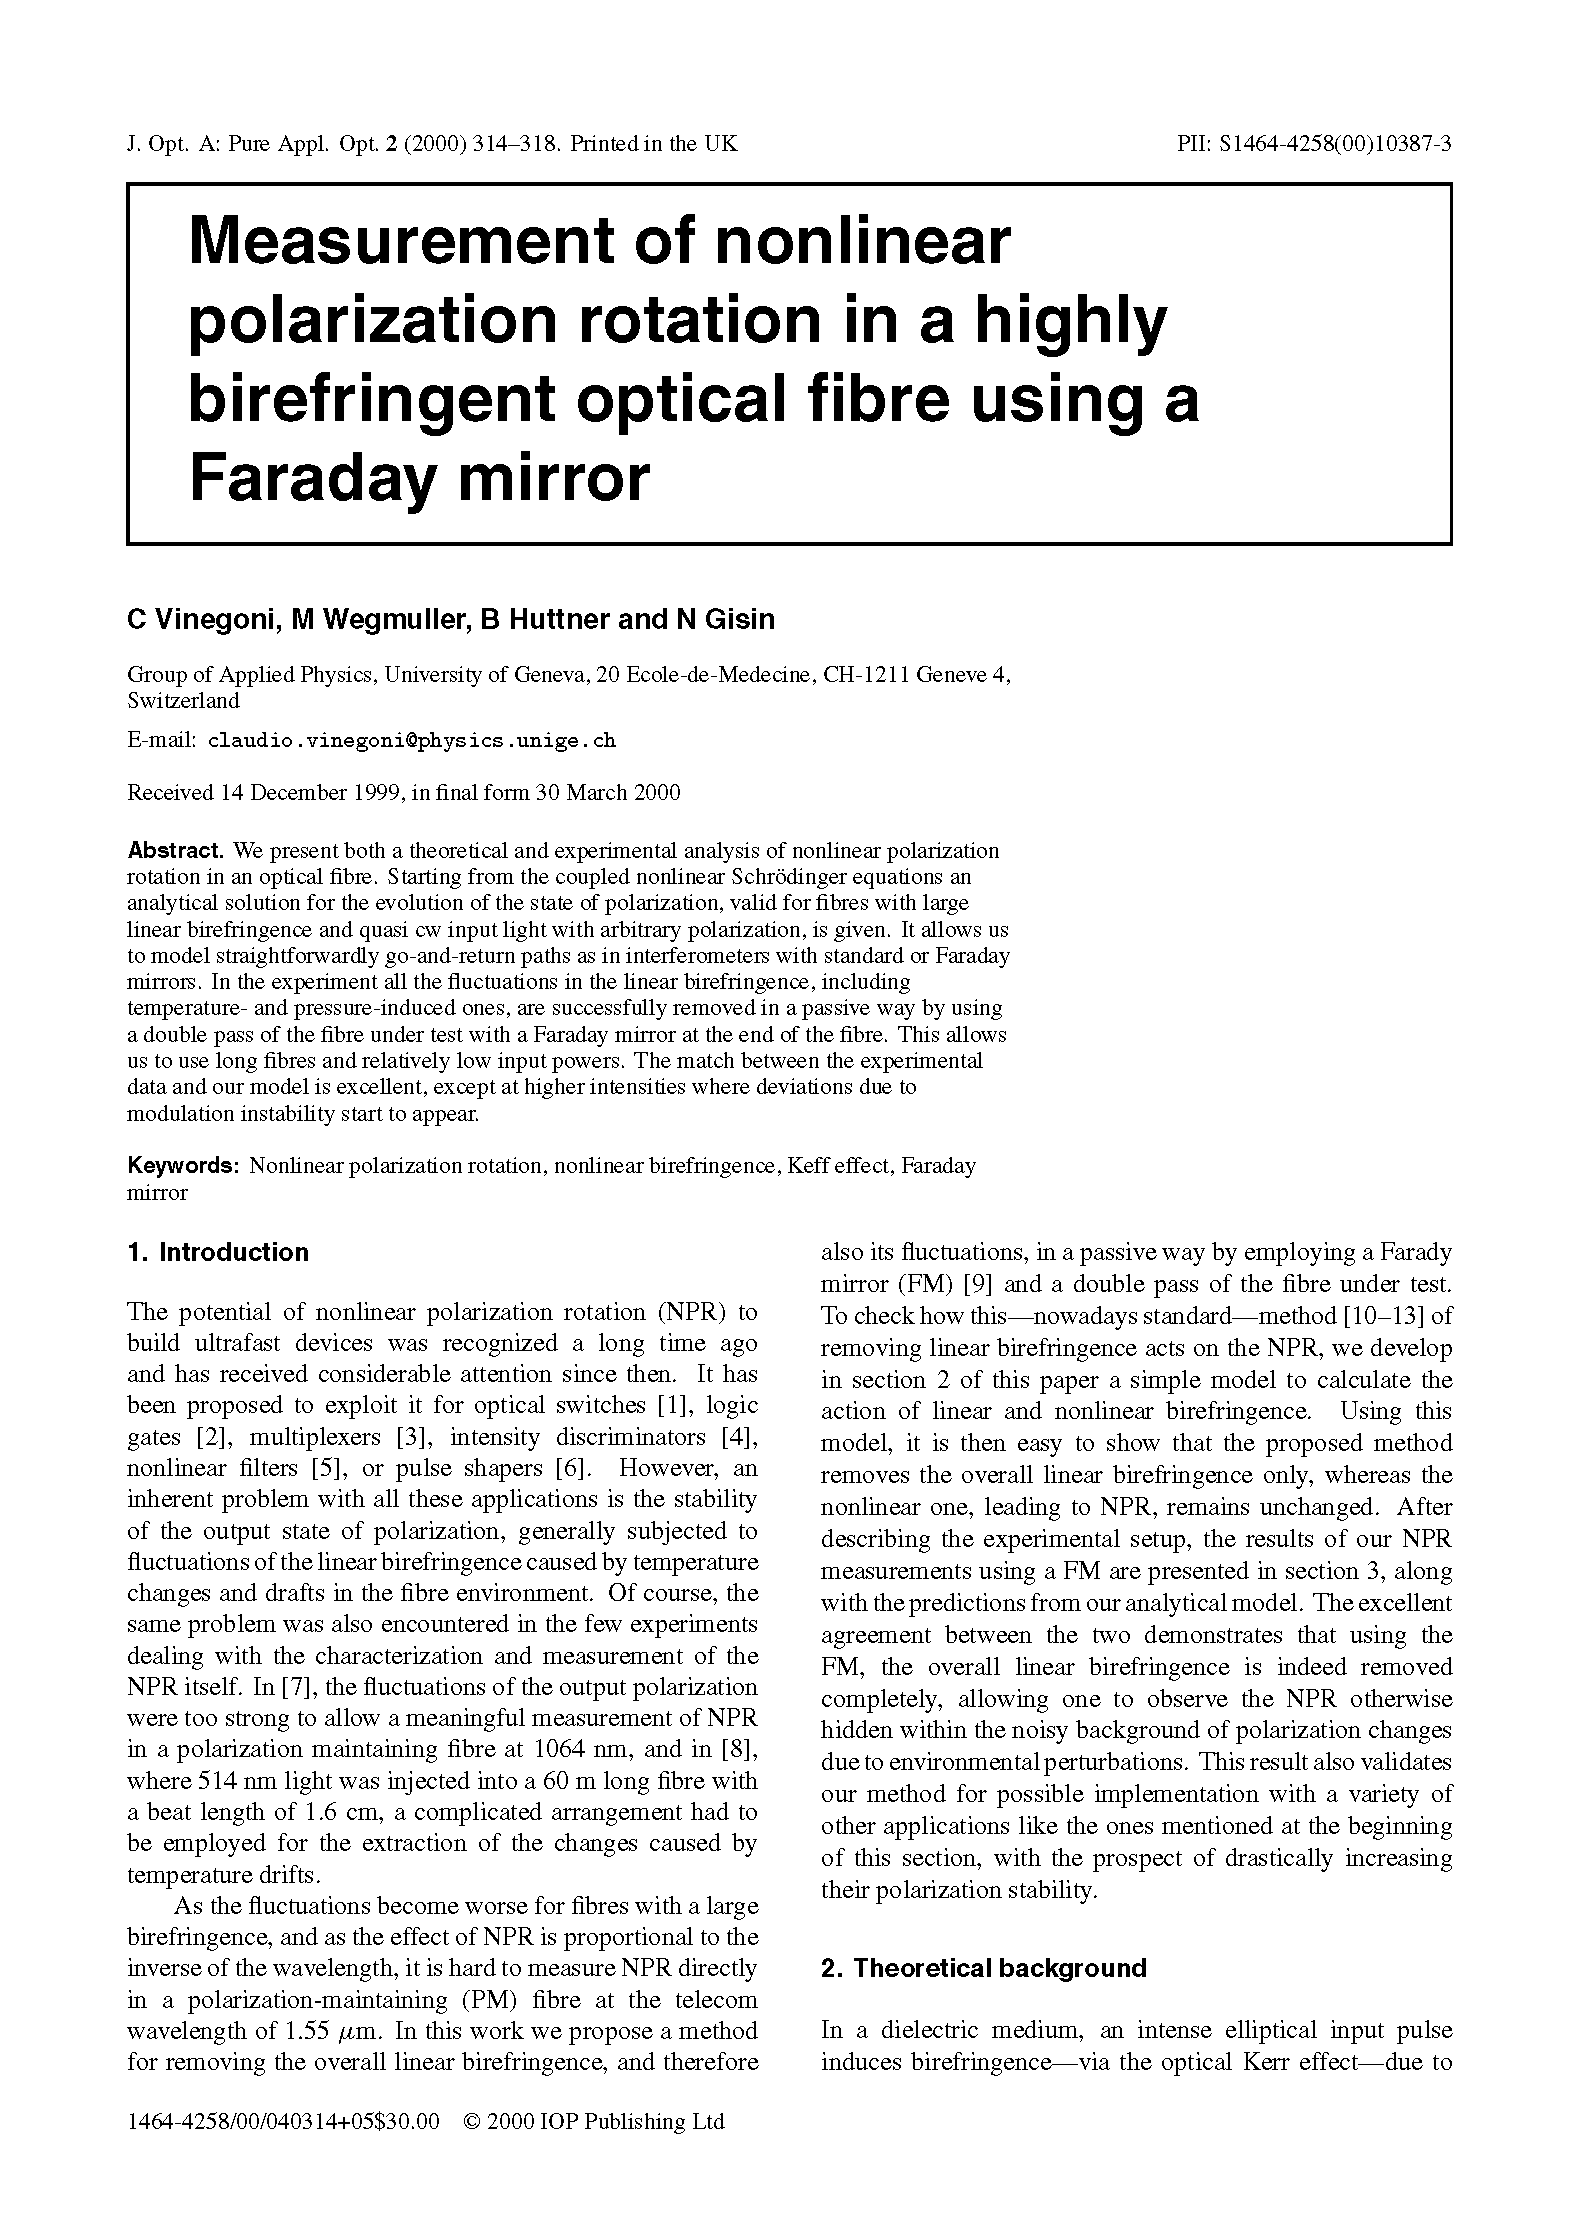 J. Opt. A: Pure Appl. Opt. 2 (2000) 314–318. Printed in the UK
PII: S1464-4258(00)10387-3
Measurement of nonlinear
polarization rotation in a highly
birefringent optical fibre using a
Faraday mirror
C Vinegoni, M Wegmuller, B Huttner and N Gisin
Group of Applied Physics, University of Geneva, 20 Ecole-de-Medecine, CH-1211 Geneve 4,
Switzerland
E-mail: claudio.vinegoni@physics.unige.ch
Received 14 December 1999, in final form 30 March 2000
Abstract. We present both a theoretical and experimental analysis of nonlinear polarization
rotation in an optical fibre. Starting from the coupled nonlinear Schrödinger equations an
analytical solution for the evolution of the state of polarization, valid for fibres with large
linear birefringence and quasi cw input light with arbitrary polarization, is given. It allows us
to model straightforwardly go-and-return paths as in interferometers with standard or Faraday
mirrors. In the experiment all the fluctuations in the linear birefringence, including
temperature- and pressure-induced ones, are successfully removed in a passive way by using
a double pass of the fibre under test with a Faraday mirror at the end of the fibre. This allows
us to use long fibres and relatively low input powers. The match between the experimental
data and our model is excellent, except at higher intensities where deviations due to
modulation instability start to appear.
Keywords: Nonlinear polarization rotation, nonlinear birefringence, Keff effect, Faraday
mirror
1. Introduction
The potential of nonlinear polarization rotation (NPR) to
build ultrafast devices was recognized a long time ago
and has received considerable attention since then. It has
been proposed to exploit it for optical switches [1], logic
gates [2], multiplexers [3], intensity discriminators [4],
nonlinear filters [5], or pulse shapers [6]. However, an
inherent problem with all these applications is the stability
of the output state of polarization, generally subjected to
fluctuations of the linear birefringence caused by temperature
changes and drafts in the fibre environment. Of course, the
same problem was also encountered in the few experiments
dealing with the characterization and measurement of the
NPR itself. In [7], the fluctuations of the output polarization
were too strong to allow a meaningful measurement of NPR
in a polarization maintaining fibre at 1064 nm, and in [8],
where 514 nm light was injected into a 60 m long fibre with
a beat length of 1.6 cm, a complicated arrangement had to
be employed for the extraction of the changes caused by
temperature drifts.
As the fluctuations become worse for fibres with a large
birefringence, and as the effect of NPR is proportional to the
inverse of the wavelength, it is hard to measure NPR directly
in a polarization-maintaining (PM) fibre at the telecom
wavelength of 1.55 μm. In this work we propose a method
for removing the overall linear birefringence, and therefore
also its fluctuations, in a passive way by employing a Farady
mirror (FM) [9] and a double pass of the fibre under test.
To check how this—nowadays standard—method [10–13] of
removing linear birefringence acts on the NPR, we develop
in section 2 of this paper a simple model to calculate the
action of linear and nonlinear birefringence. Using this
model, it is then easy to show that the proposed method
removes the overall linear birefringence only, whereas the
nonlinear one, leading to NPR, remains unchanged. After
describing the experimental setup, the results of our NPR
measurements using a FM are presented in section 3, along
with the predictions from our analytical model. The excellent
agreement between the two demonstrates that using the
FM, the overall linear birefringence is indeed removed
completely, allowing one to observe the NPR otherwise
hidden within the noisy background of polarization changes
due to environmental perturbations. This result also validates
our method for possible implementation with a variety of
other applications like the ones mentioned at the beginning
of this section, with the prospect of drastically increasing
their polarization stability.
2. Theoretical background
In a dielectric medium, an intense elliptical input pulse
induces birefringence—via the optical Kerr effect—due to
1464-4258/00/040314+05$30.00 © 2000 IOP Publishing Ltd